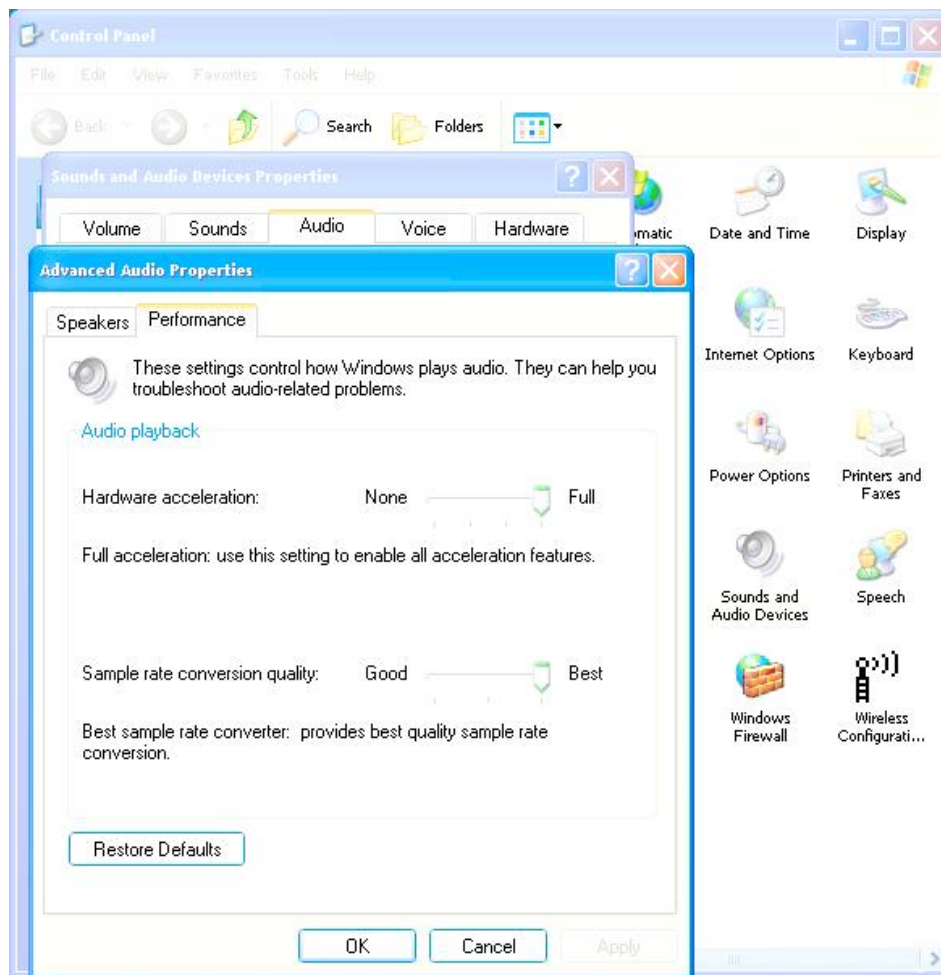 Control Panel
File Edit View Favorites Tools Help
Back Search Folders
Sounds and Audio Devices Properties
Volume Sounds Audio Voice Hardware
Advanced Audio Properties
Speakers Performance
These settings control how Windows plays audio. They can help you
troubleshoot audio-related problems.
Audio playback
Hardware acceleration: None Full
Full acceleration: use this setting to enable all acceleration features.
Sample rate conversion quality: Good Best
Best sample rate converter: provides best quality sample rate
conversion.
Restore Defaults
OK Cancel Apply
Date and Time Display
Internet Options Keyboard
Power Options Printers and
Faxes
Sounds and
Audio Devices
Speech
Windows
Firewall
Wireless
Configurati...